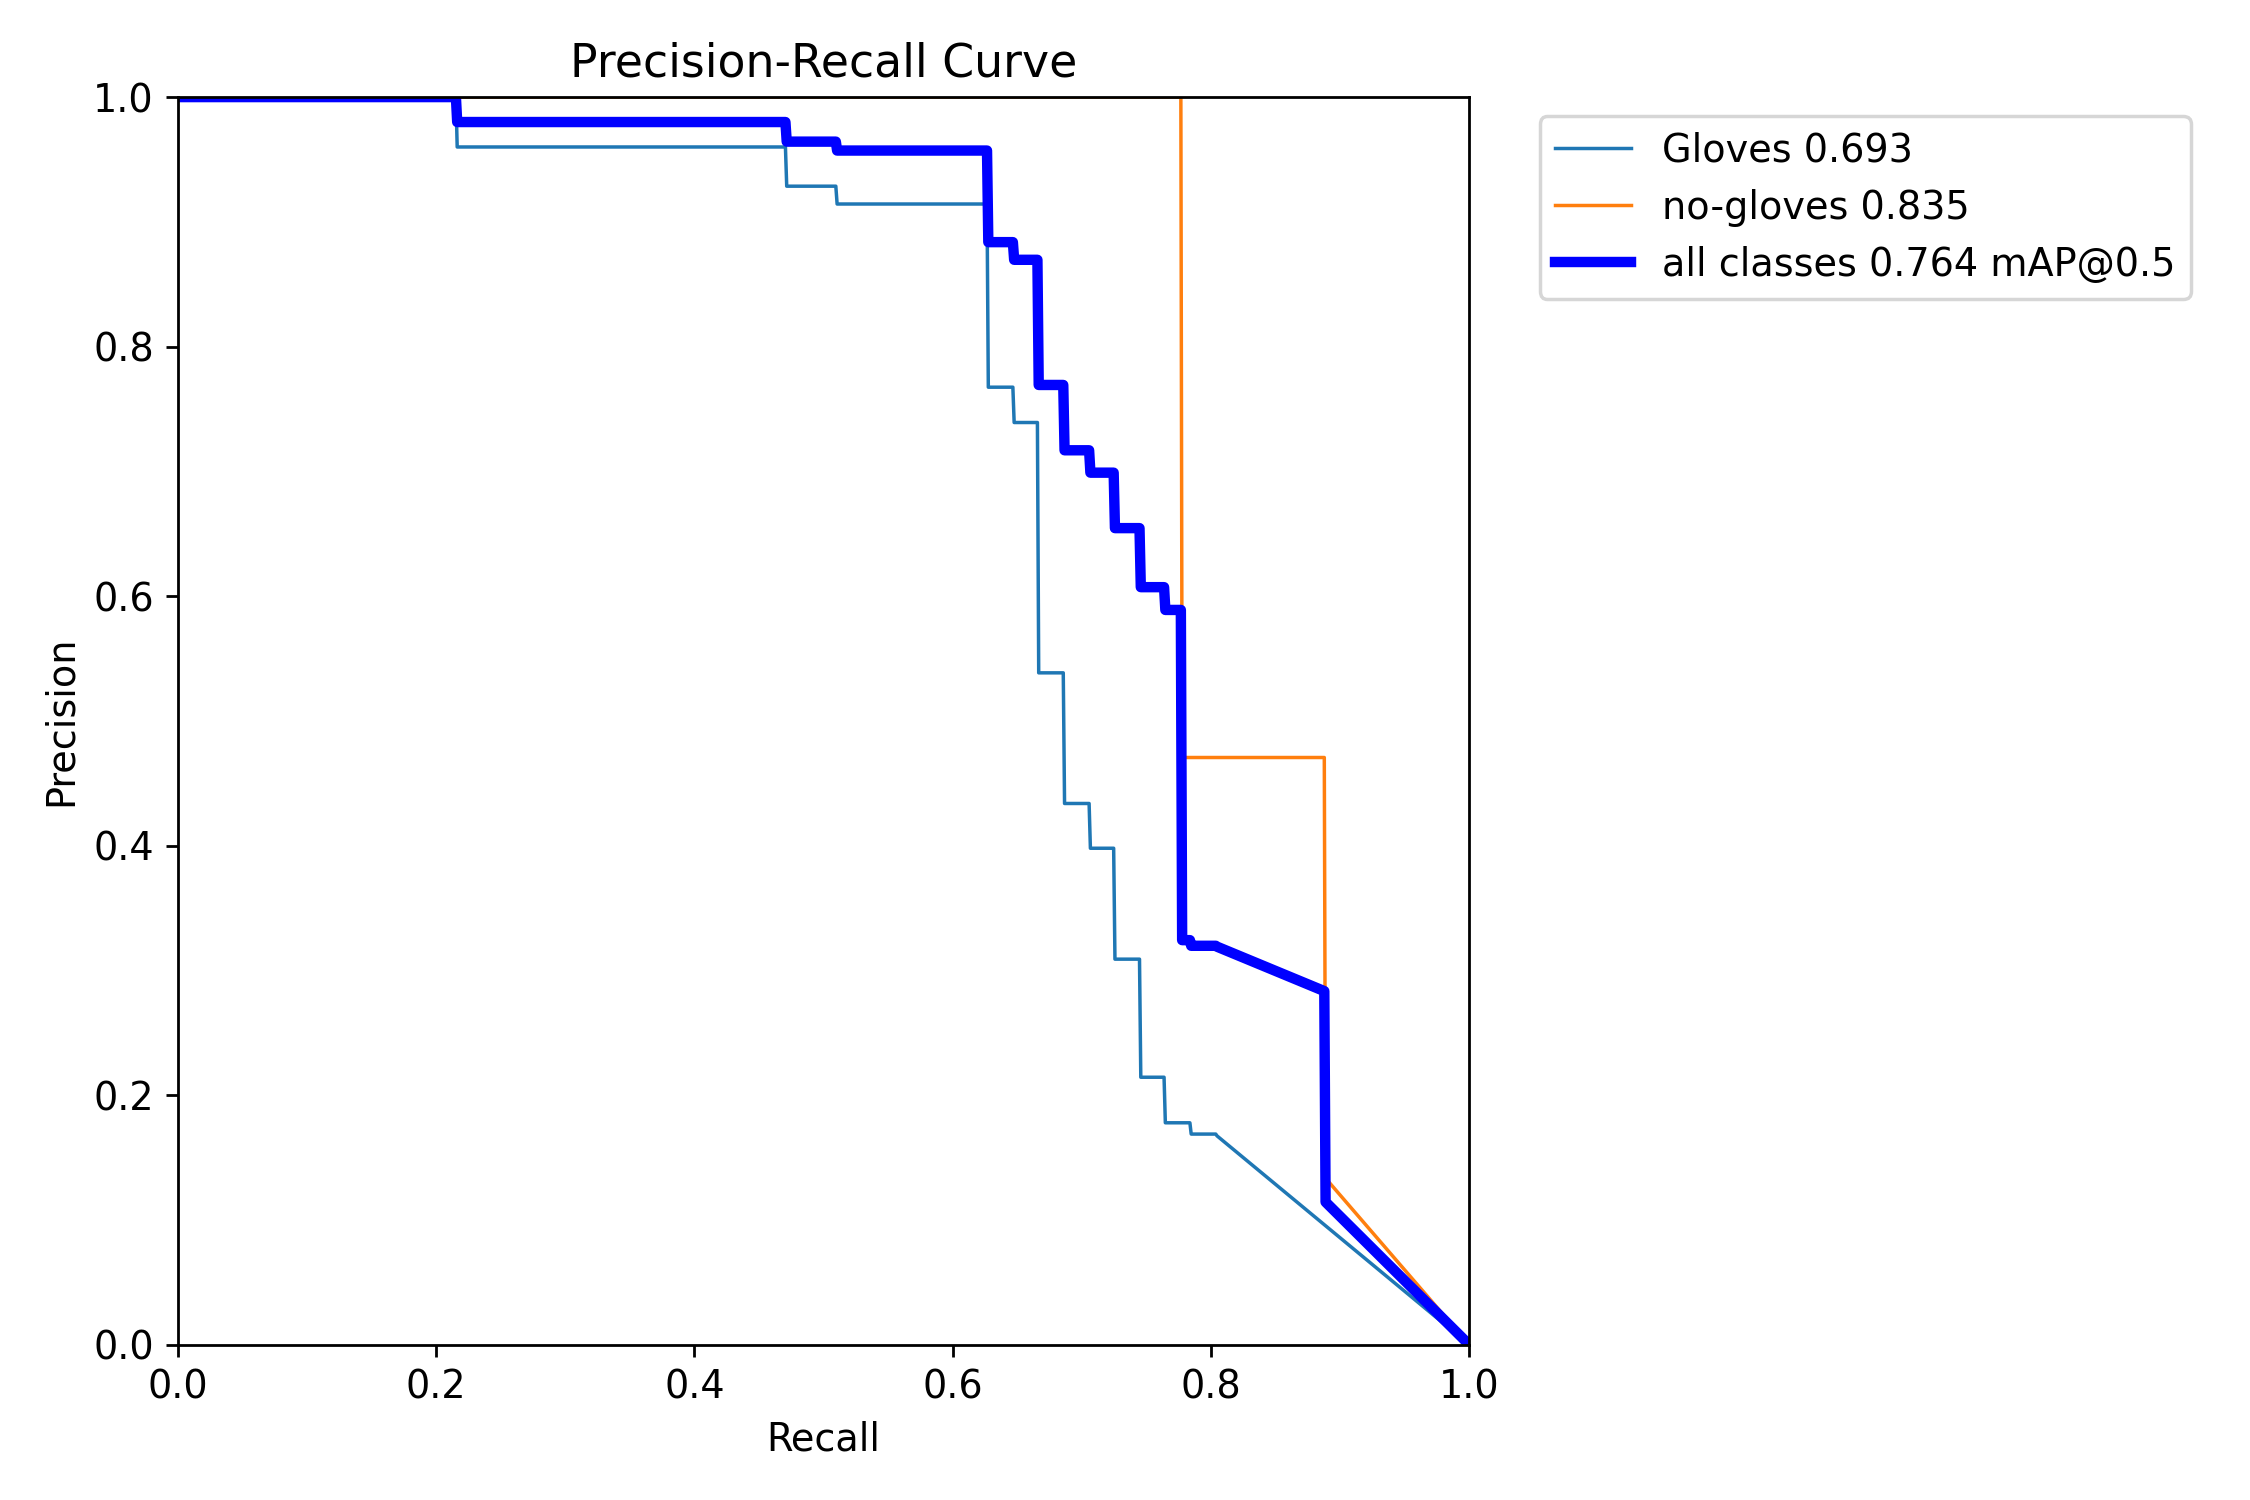 Precision-Recall Curve
1.0
0.8
0.6
0.4
0.2
0.0
Precision
0.0 0.2 0.4 0.6 0.8 1.0
Recall
Gloves 0.693
no-gloves 0.835
all classes 0.764 mAP@0.5